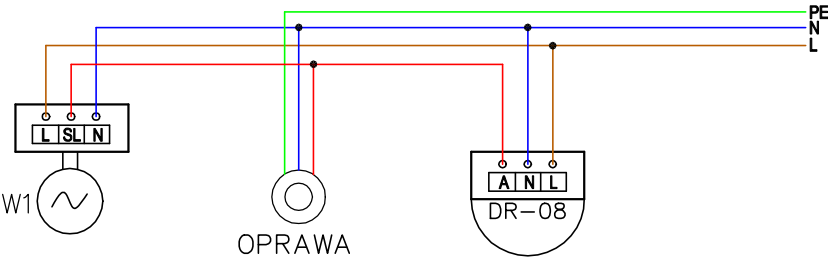 PE
N
L
L SL N
A N L
W1
DR-08
OPRAWA